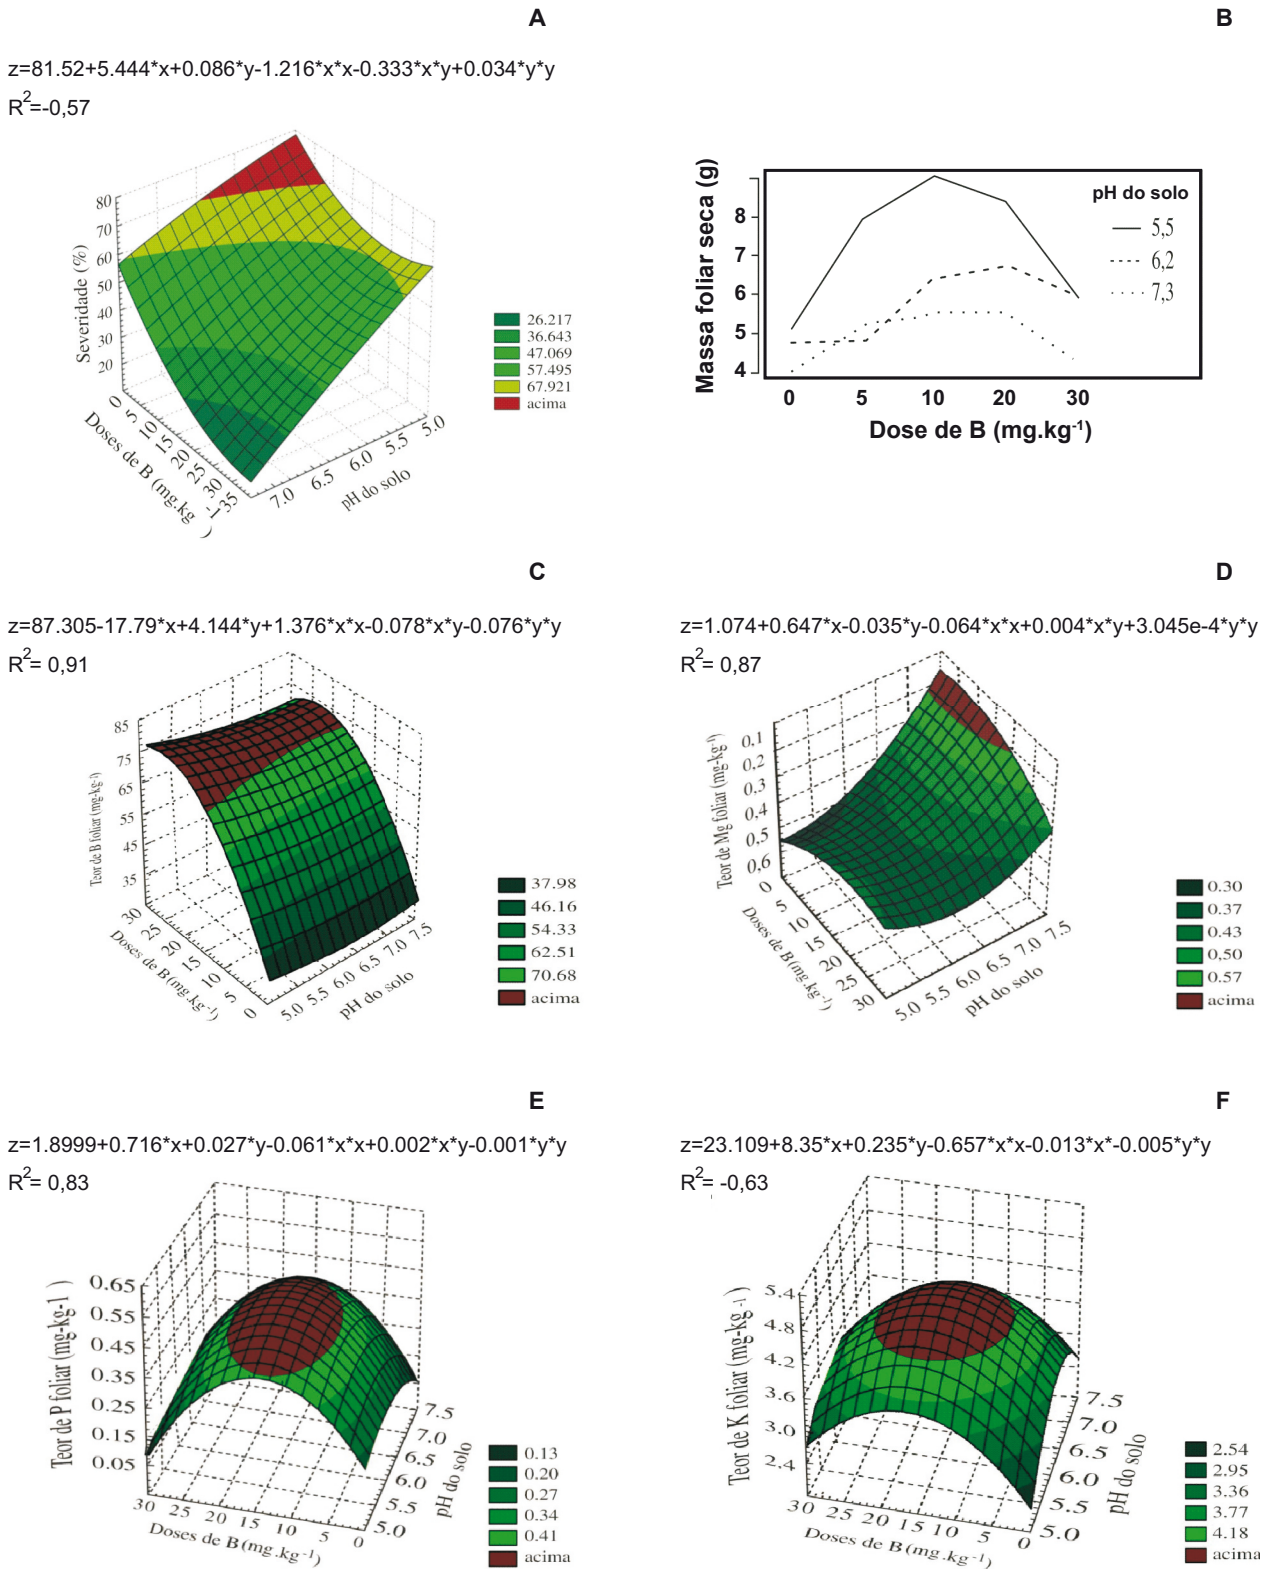 A
z=81.52+5.444*x+0.086*y-1.216*x*x-0.333*x*y+0.034*y*y
R²=-0,57
Severidade (%)
80
70
60
50
40
30
20
0
5
10
15
20
25
30
35
Doses de B (mg.kg-1)
7.0
6.5
6.0
5.5
5.0
pH do solo
26.217
36.643
47.069
57.495
67.921
acima
B
Massa foliar seca (g)
8
7
6
5
4
0 5 10 20 30
Dose de B (mg.kg-1)
pH do solo
5,5
6,2
7,3
C
z=87.305-17.79*x+4.144*y+1.376*x*x-0.078*x*y-0.076*y*y
R²= 0,91
Teor de B foliar (mg-kg-1)
85
75
65
55
45
35
30
25
20
15
10
5
0
Doses de B (mg.kg-1)
5.0
5.5
6.0
6.5
7.0
7.5
pH do solo
37.98
46.16
54.33
62.51
70.68
acima
D
z=1.074+0.647*x-0.035*y-0.064*x*x+0.004*x*y+3.045e-4*y*y
R²= 0,87
Teor de Mg foliar (mg-kg-1)
0,1
0.2
0.3
0.4
0,5
0,6
0
5
10
15
20
25
30
Doses de B (mg.kg-1)
5.0
5.5
6.0
6.5
7.0
7.5
pH do solo
0.30
0.37
0.43
0,50
0,57
acima
E
z=1.8999+0.716*x+0.027*y-0.061*x*x+0.002*x*y-0.001*y*y
R²= 0,83
Teor de P foliar (mg-kg-1 )
0.65
0.55
0.45
0.35
0.25
0.15
0.05
30 25 20 15 10 5 0
Doses de B (mg.kg-1)
7.5
7.0
6.5
6.0
5.5
5.0
pH do solo
0.13
0.20
0.27
0.34
0.41
acima
F
z=23.109+8.35*x+0.235*y-0.657*x*x-0.013*x*-0.005*y*y
R²= -0,63
Teor de K foliar (mg-kg -1 )
5.4
4.8
4.2
3.6
3.0
2.4
30 25 20 15 10 5 0
Doses de B (mg.kg-1)
7.5
7.0
6.5
6.0
5.5
5.0
pH do solo
2.54
2.95
3.36
3.77
4.18
acima